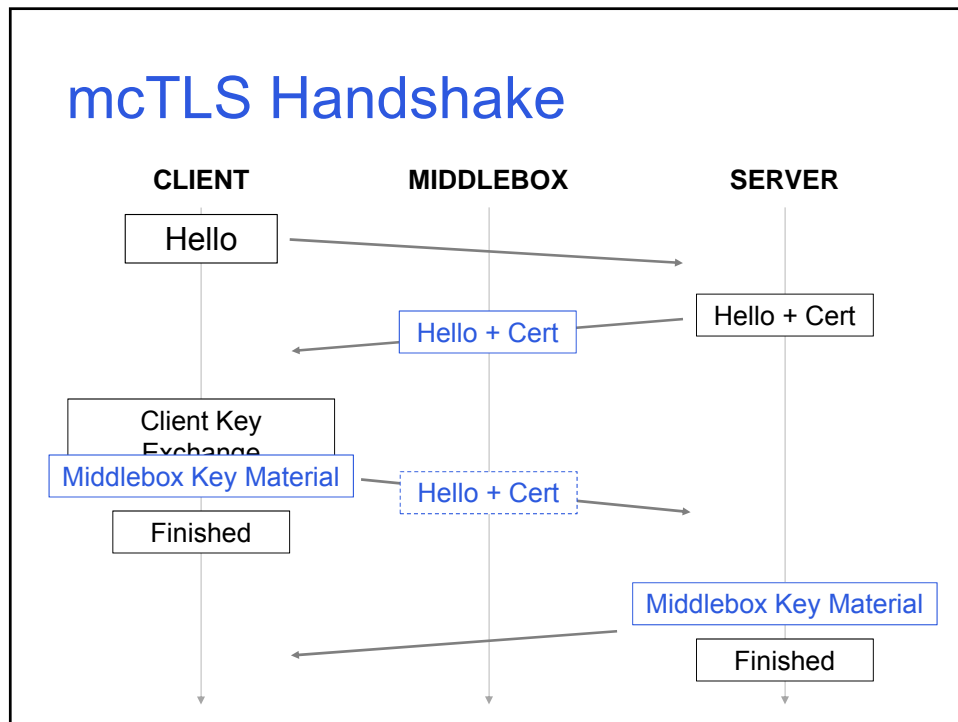 mcTLS Handshake
CLIENT MIDDLEBOX SERVER
Hello
Hello + Cert
Hello + Cert
Client Key
Exchange
Middlebox Key Material
Hello + Cert
Finished
Middlebox Key Material
Finished